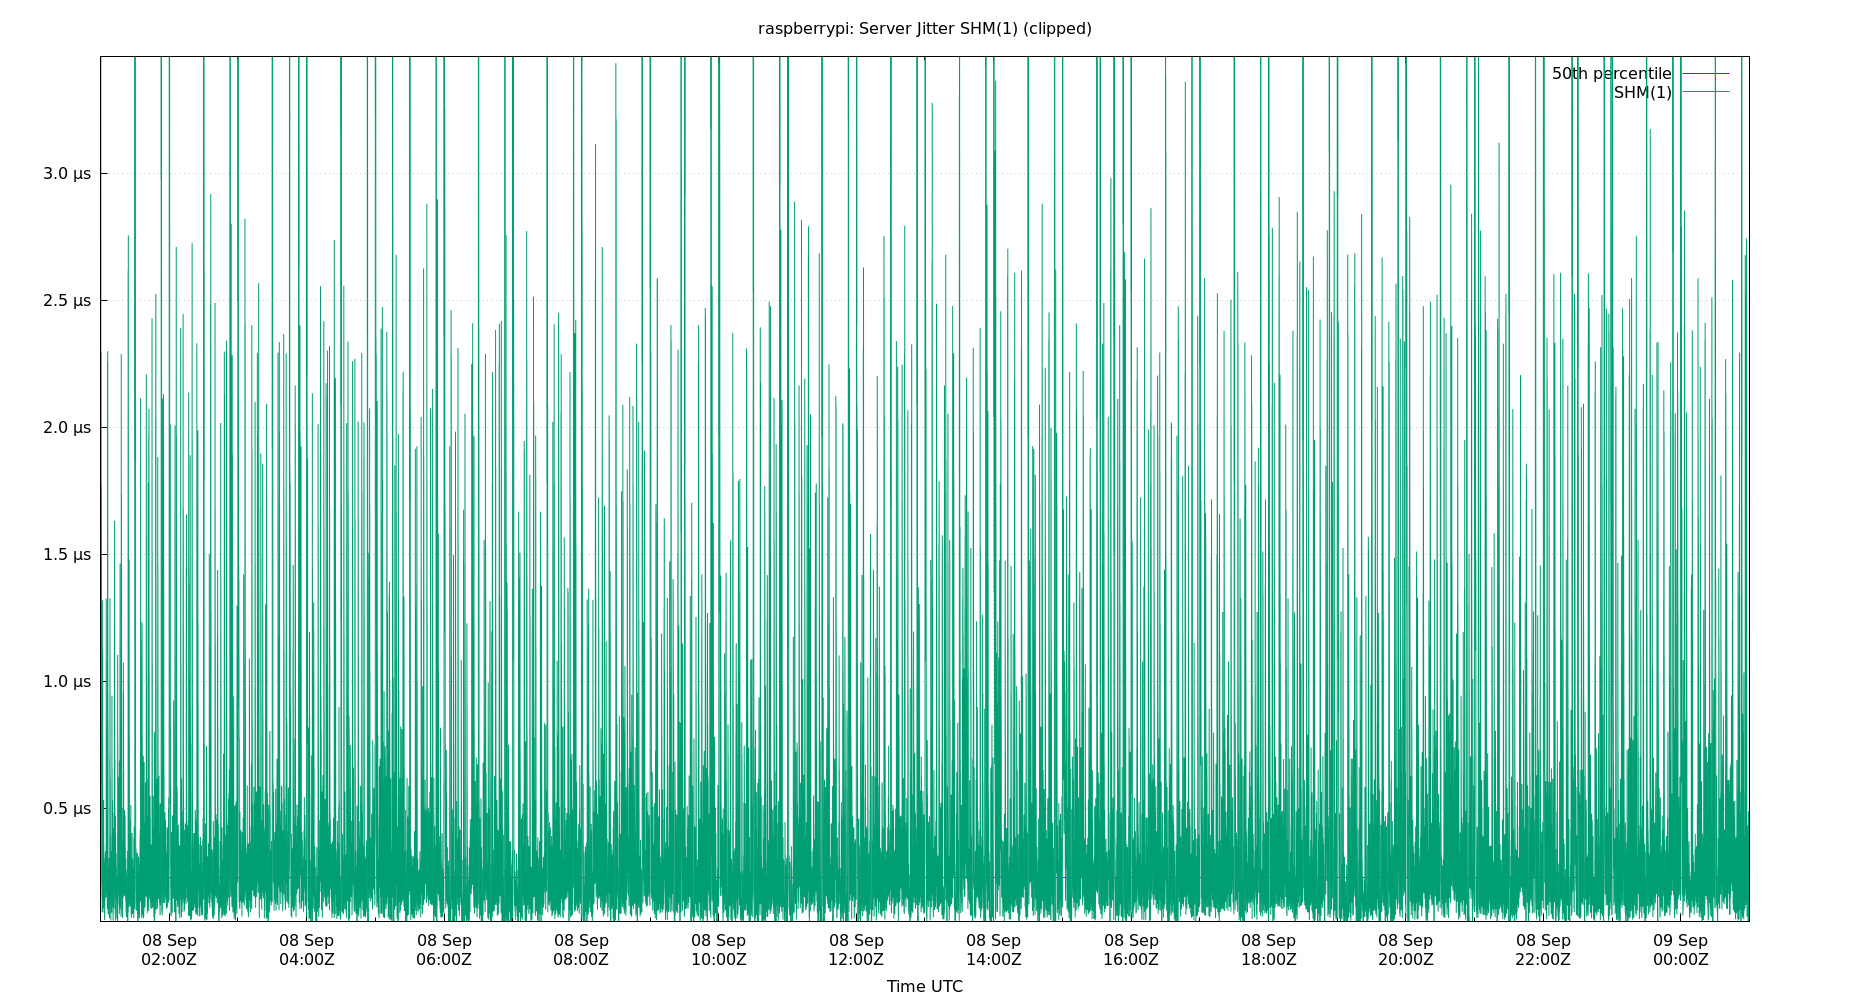 raspberrypi: Server Jitter SHM(1) (clipped)
50th percentile
SHM(1)
3.0 µs
2.5 µs
2.0 µs
1.5 µs
1.0 µs
0.5 µs
08 Sep 08 Sep 08 Sep 08 Sep 08 Sep 08 Sep 08 Sep 08 Sep 08 Sep 08 Sep 08 Sep 09 Sep
02:00Z 04:00Z 06:00Z 08:00Z 10:00Z 12:00Z 14:00Z 16:00Z 18:00Z 20:00Z 22:00Z 00:00Z
Time UTC